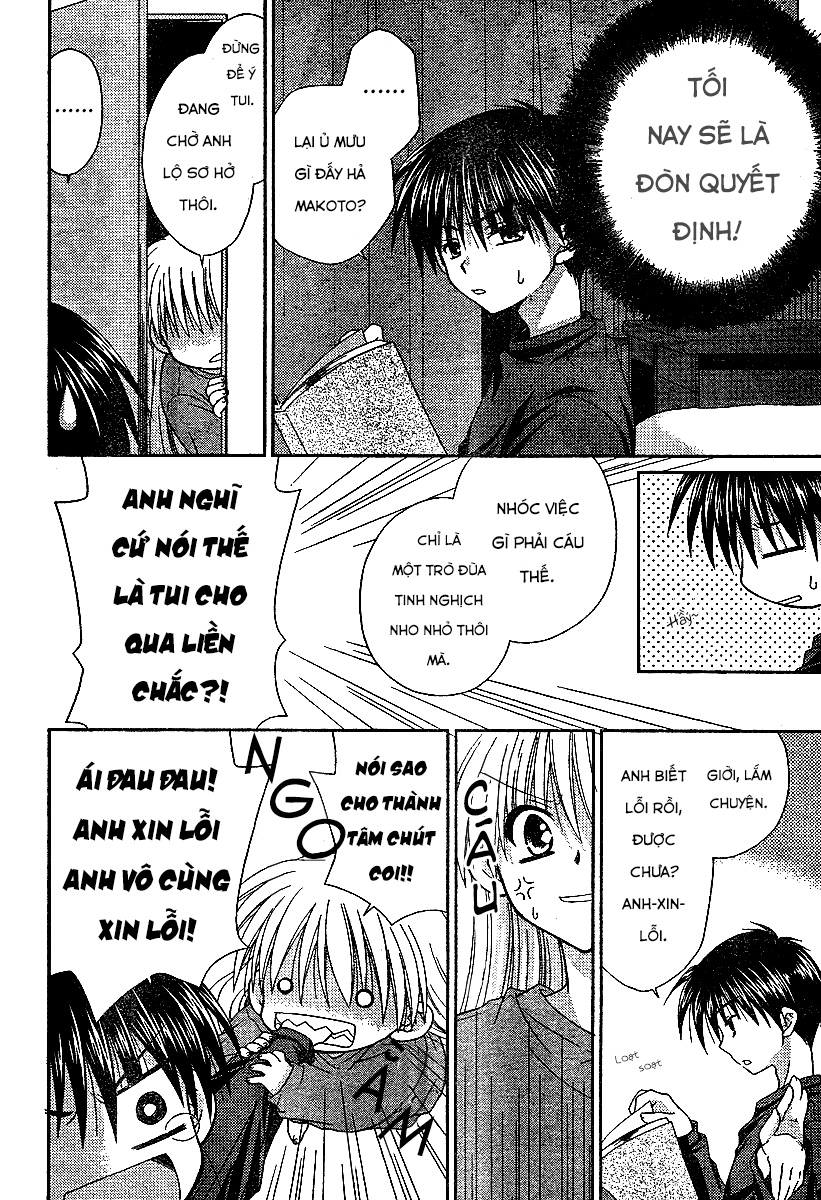 TỐI
NAY SẼ LÀ
ĐÒN QUYẾT
ĐỊNH!
......
LẠI Ủ MƯU
GÌ ĐẤY HẢ
MAKOTO?
ĐỪNG
ĐỂ Ý
TUI.
ĐANG
CHỜ ANH
LỘ SƠ HỞ
THÔI.
......
Hầy~
NHÓC VIỆC
GÌ PHẢI CÁU
THẾ.
CHỈ LÀ
MỘT TRÒ ĐÙA
TINH NGHỊCH
NHO NHỎ THÔI
MÀ.
ANH NGHĨ
CỨ NÓI THẾ
LÀ TUI CHO
QUA LIỀN
CHẮC?!
GIỜI, LẮM
CHUYỆN.
ANH BIẾT
LỖI RỒI,
ĐƯỢC
CHƯA?
ANH-XIN-
LỖI.
Loạt
soạt
CÁU
NÓI SAO
CHO THÀNH
TÂM CHÚT
COI!!
NGOÀM
ÁI ĐAU ĐAU!
ANH XIN LỖI
ANH VÔ CÙNG
XIN LỖI!